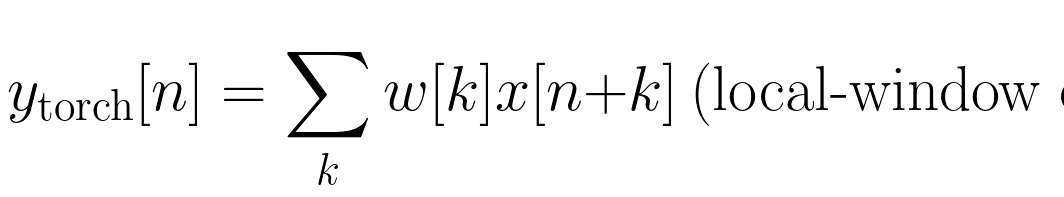 y_torch[n] = ∑_k w[k]x[n+k] (local-window